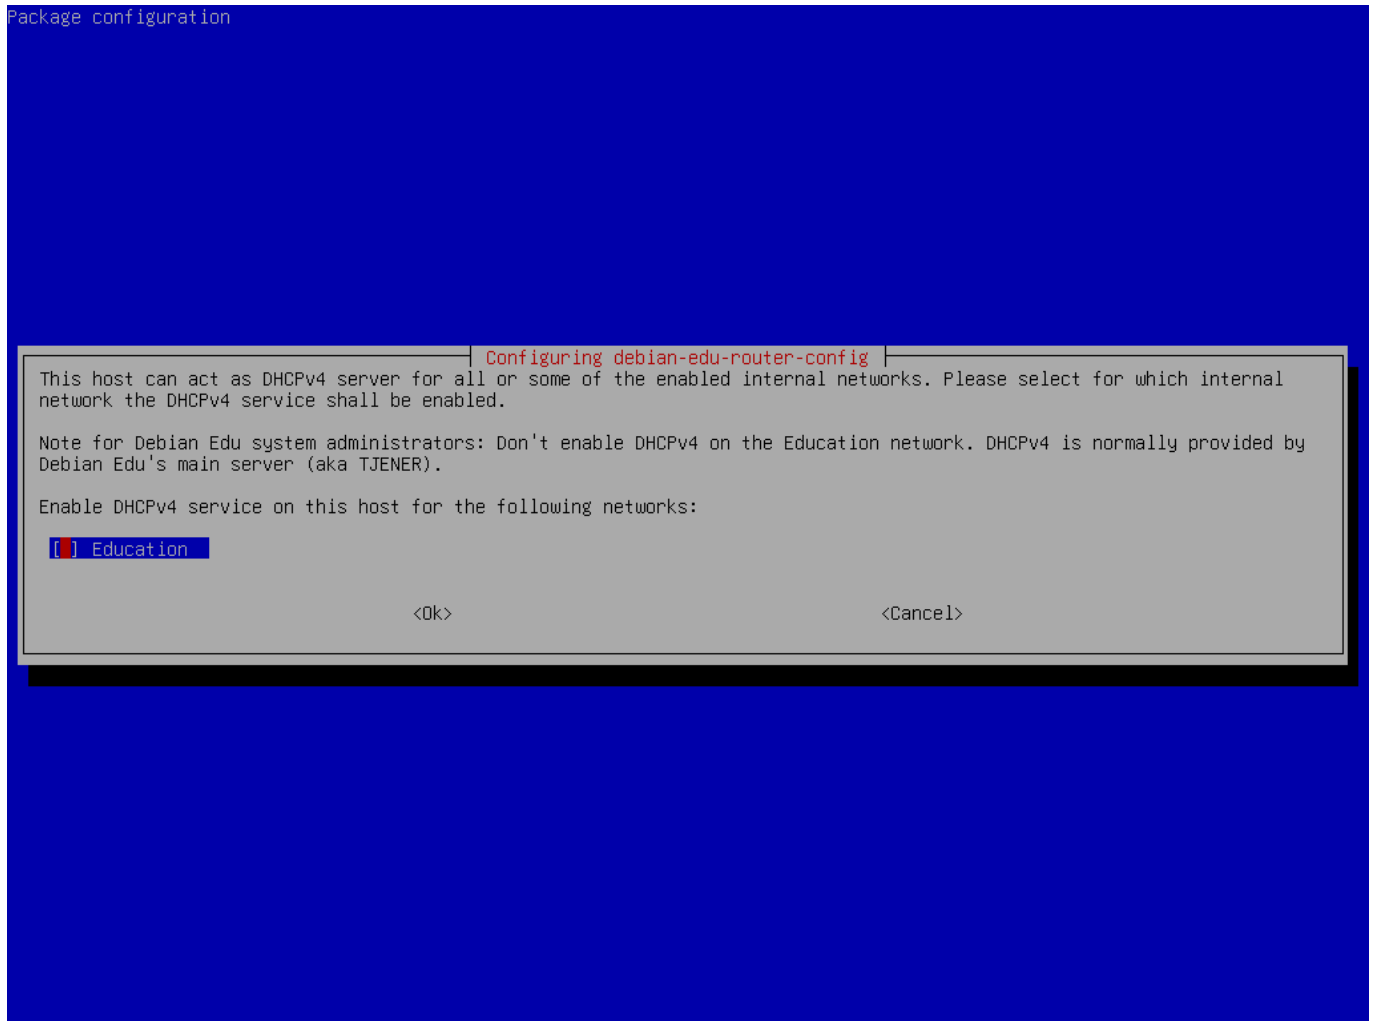 Package configuration
Configuring debian-edu-router-config
This host can act as DHCPv4 server for all or some of the enabled internal networks. Please select for which internal
network the DHCPv4 service shall be enabled.
Note for Debian Edu system administrators: Don't enable DHCPv4 on the Education network. DHCPv4 is normally provided by
Debian Edu's main server (aka TJENER).
Enable DHCPv4 service on this host for the following networks:
[ ] Education
<Ok> <Cancel>